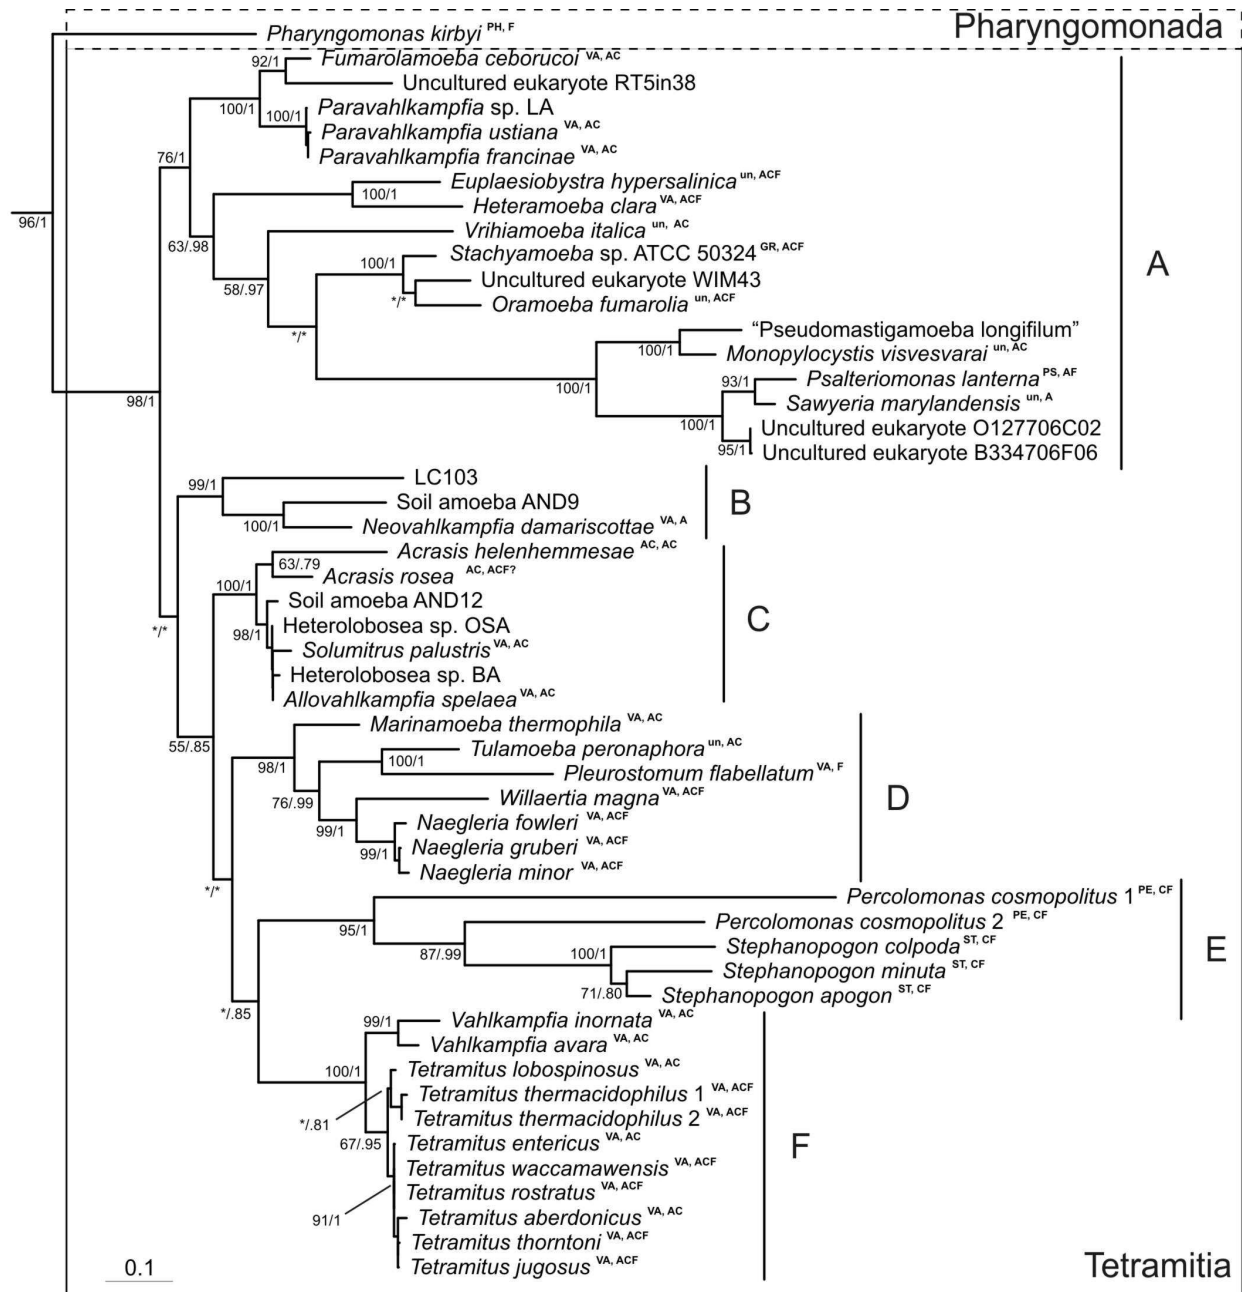 Pharyngomonada
Pharyngomonas kirbyi PH, F
Fumarolamoeba ceborucoi VA, AC
92/1
Uncultured eukaryote RT5in38
100/1
Paravahlkampfia sp. LA
100/1
Paravahlkampfia ustiana VA, AC
Paravahlkampfia francinae VA, AC
76/1
Euplaesiobystra hypersalinica un, ACF
100/1
Heteramoeba clara VA, ACF
96/1
Vrihiamoeba italica un, AC
63/.98
Stachyamoeba sp. ATCC 50324 GR, ACF
A
100/1
Uncultured eukaryote WIM43
58/.97
*/*
Oramoeba fumarolia un, ACF
*/*
“Pseudomastigamoeba longifilum”
100/1
Monopylocystis visvesvarai un, AC
100/1
93/1
Psalteriomonas lanterna PS, AF
98/1
Sawyeria marylandensis un, A
100/1
Uncultured eukaryote O127706C02
95/1
Uncultured eukaryote B334706F06
99/1
LC103
B
Soil amoeba AND9
100/1
Neovahlkampfia damariscottae VA, A
Acrasis helenhemmesae AC, AC
63/.79
Acrasis rosea AC, ACF?
100/1
Soil amoeba AND12
C
Heterolobosea sp. OSA
*/*
98/1
Solumitrus palustris VA, AC
Heterolobosea sp. BA
Allovahlkampfia spelaea VA, AC
Marinamoeba thermophila VA, AC
55/.85
Tulamoeba peronaphora un, AC
98/1
100/1
Pleurostomum flabellatum VA, F
76/.99
D
Willaertia magna VA, ACF
Naegleria fowleri VA, ACF
99/1
Naegleria gruberi VA, ACF
99/1
Naegleria minor VA, ACF
*/*
Percolomonas cosmopolitus 1 PE, CF
95/1
Percolomonas cosmopolitus 2 PE, CF
87/.99
100/1
Stephanopogon colpoda ST, CF
E
Stephanopogon minuta ST, CF
71/.80
Stephanopogon apogon ST, CF
*/.85
99/1
Vahlkampfia inornata VA, AC
Vahlkampfia avara VA, AC
100/1
Tetramitus lobospinosus VA, AC
Tetramitus thermacidophilus 1 VA, ACF
*/.81
Tetramitus thermacidophilus 2 VA, ACF
67/.95
Tetramitus entericus VA, AC
F
Tetramitus waccamawensis VA, ACF
Tetramitus rostratus VA, ACF
91/1
Tetramitus aberdonicus VA, AC
Tetramitus thorntoni VA, ACF
Tetramitus jugosus VA, ACF
0.1
Tetramitia